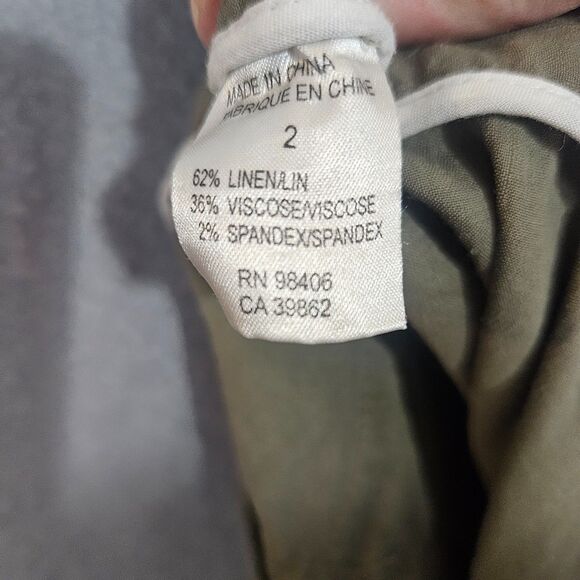 MADE IN CHINA
FABRIQUE EN CHINE
2
62% LINEN/LIN
36% VISCOSE/VISCOSE
2% SPANDEX/SPANDEX
RN 98406
CA 39862